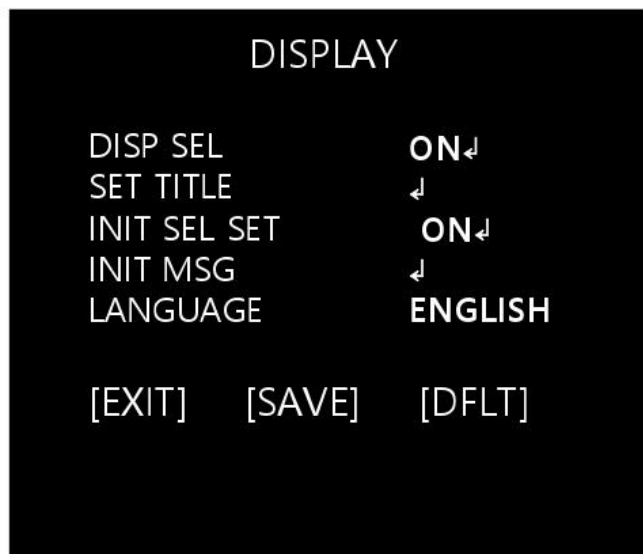 DISPLAY
DISP SEL ON↲
SET TITLE ↲
INIT SEL SET ON↲
INIT MSG ↲
LANGUAGE ENGLISH
[EXIT] [SAVE] [DFLT]